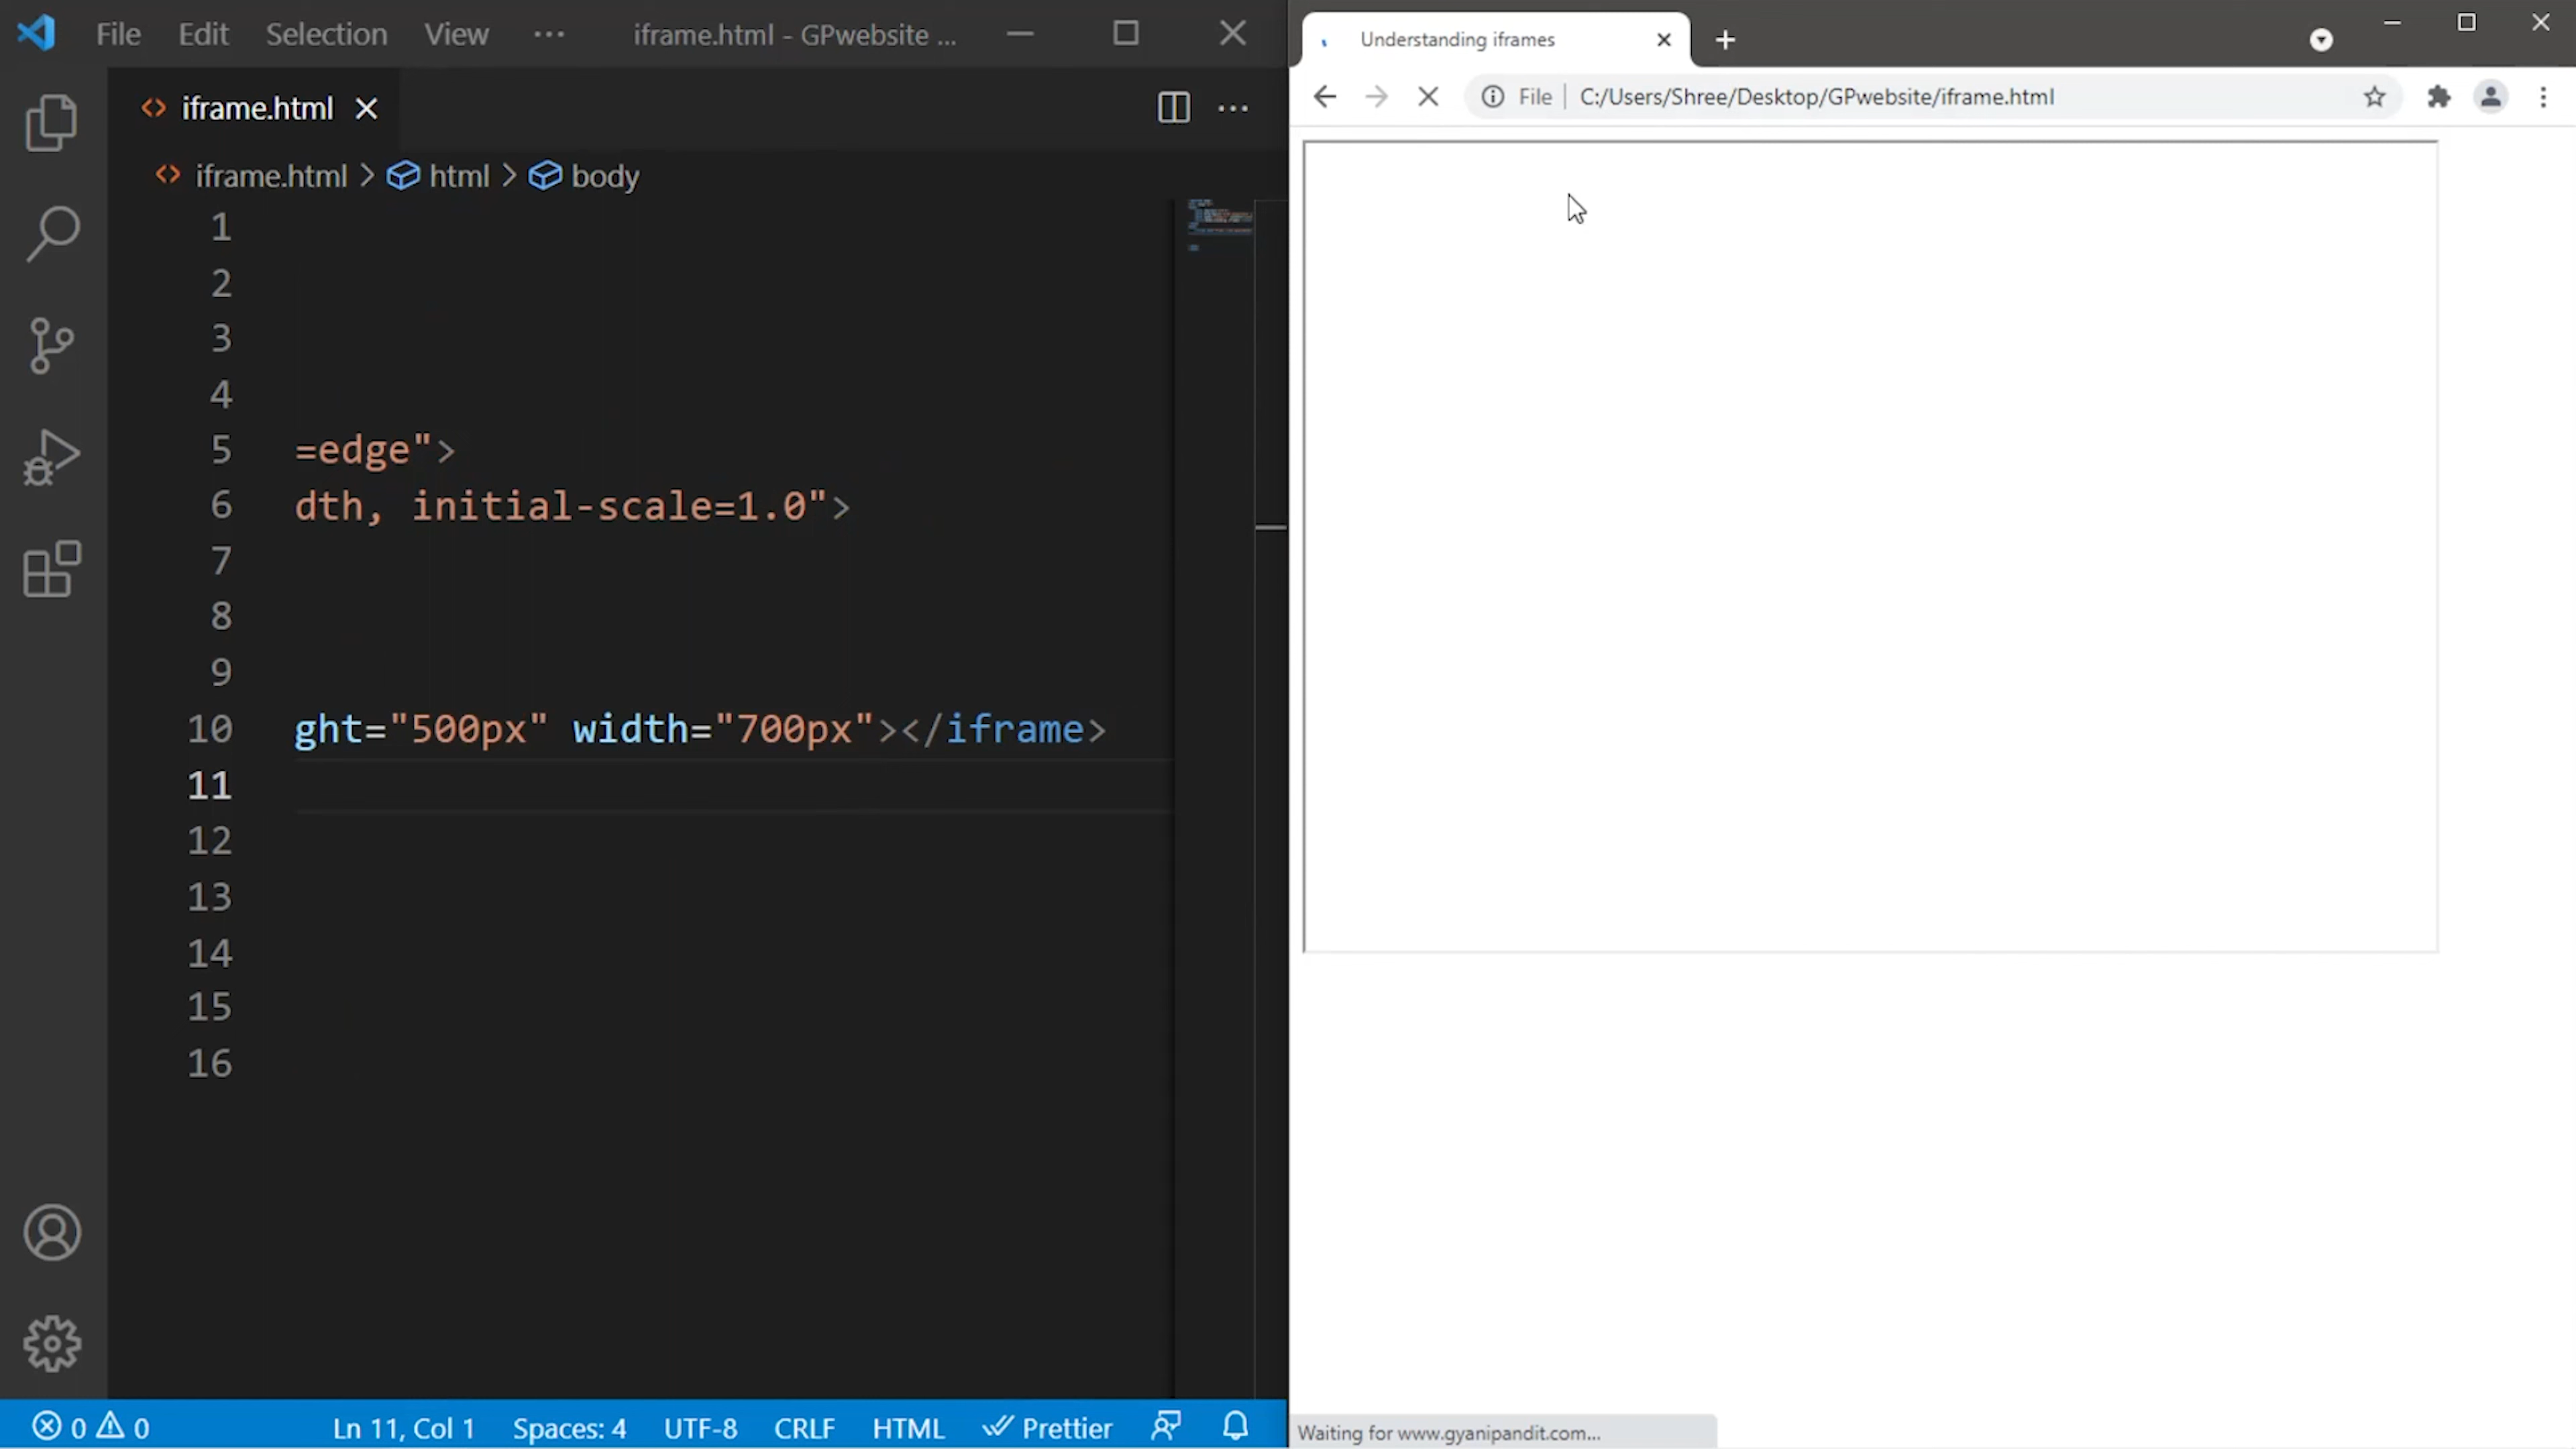 File Edit Selection View ··· iframe.html - GPwebsite ...
iframe.html
iframe.html > html > body
1
2
3
4
5 =edge">
6 dth, initial-scale=1.0">
7
8
9
10 ght="500px" width="700px"></iframe>
11
12
13
14
15
16
0 0 Ln 11, Col 1 Spaces: 4 UTF-8 CRLF HTML Prettier
Understanding iframes
File C:/Users/Shree/Desktop/GPwebsite/iframe.html
Waiting for www.gyanipandit.com...